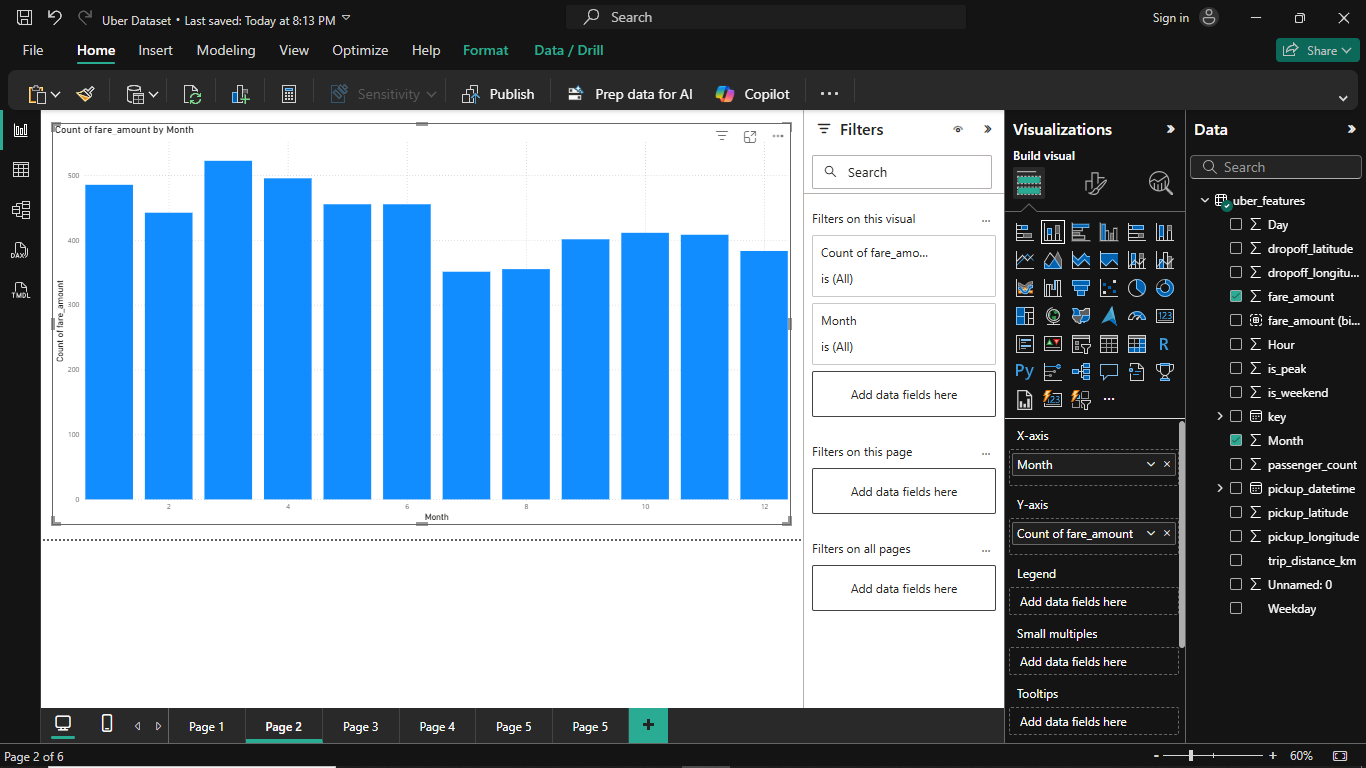 Uber Dataset • Last saved: Today at 8:13 PM
Search
Sign in
File
Home
Insert
Modeling
View
Optimize
Help
Format
Data / Drill
Share
Sensitivity
Publish
Prep data for AI
Copilot
DAX
TMDL
Count of fare_amount by Month
Count of fare_amount
500
400
300
200
100
0
2
4
6
8
10
12
Month
Filters
Search
Filters on this visual
Count of fare_amo...
is (All)
Month
is (All)
Add data fields here
Filters on this page
Add data fields here
Filters on all pages
Add data fields here
Visualizations
Build visual
123
R
Py
123
X-axis
Month
Y-axis
Count of fare_amount
Legend
Add data fields here
Small multiples
Add data fields here
Tooltips
Add data fields here
Data
Search
uber_features
Day
dropoff_latitude
dropoff_longitu...
fare_amount
fare_amount (bi...
Hour
is_peak
is_weekend
key
Month
passenger_count
pickup_datetime
pickup_latitude
pickup_longitude
trip_distance_km
Unnamed: 0
Weekday
Page 1
Page 2
Page 3
Page 4
Page 5
Page 5
Page 2 of 6
- + 60%